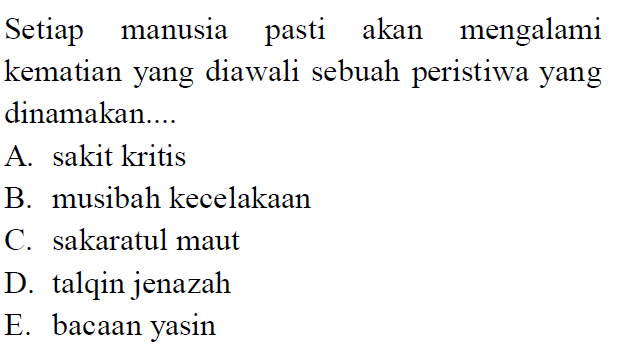 Setiap manusia pasti akan mengalami
kematian yang diawali sebuah peristiwa yang
dinamakan....
A. sakit kritis
B. musibah kecelakaan
C. sakaratul maut
D. talqin jenazah
E. bacaan yasin